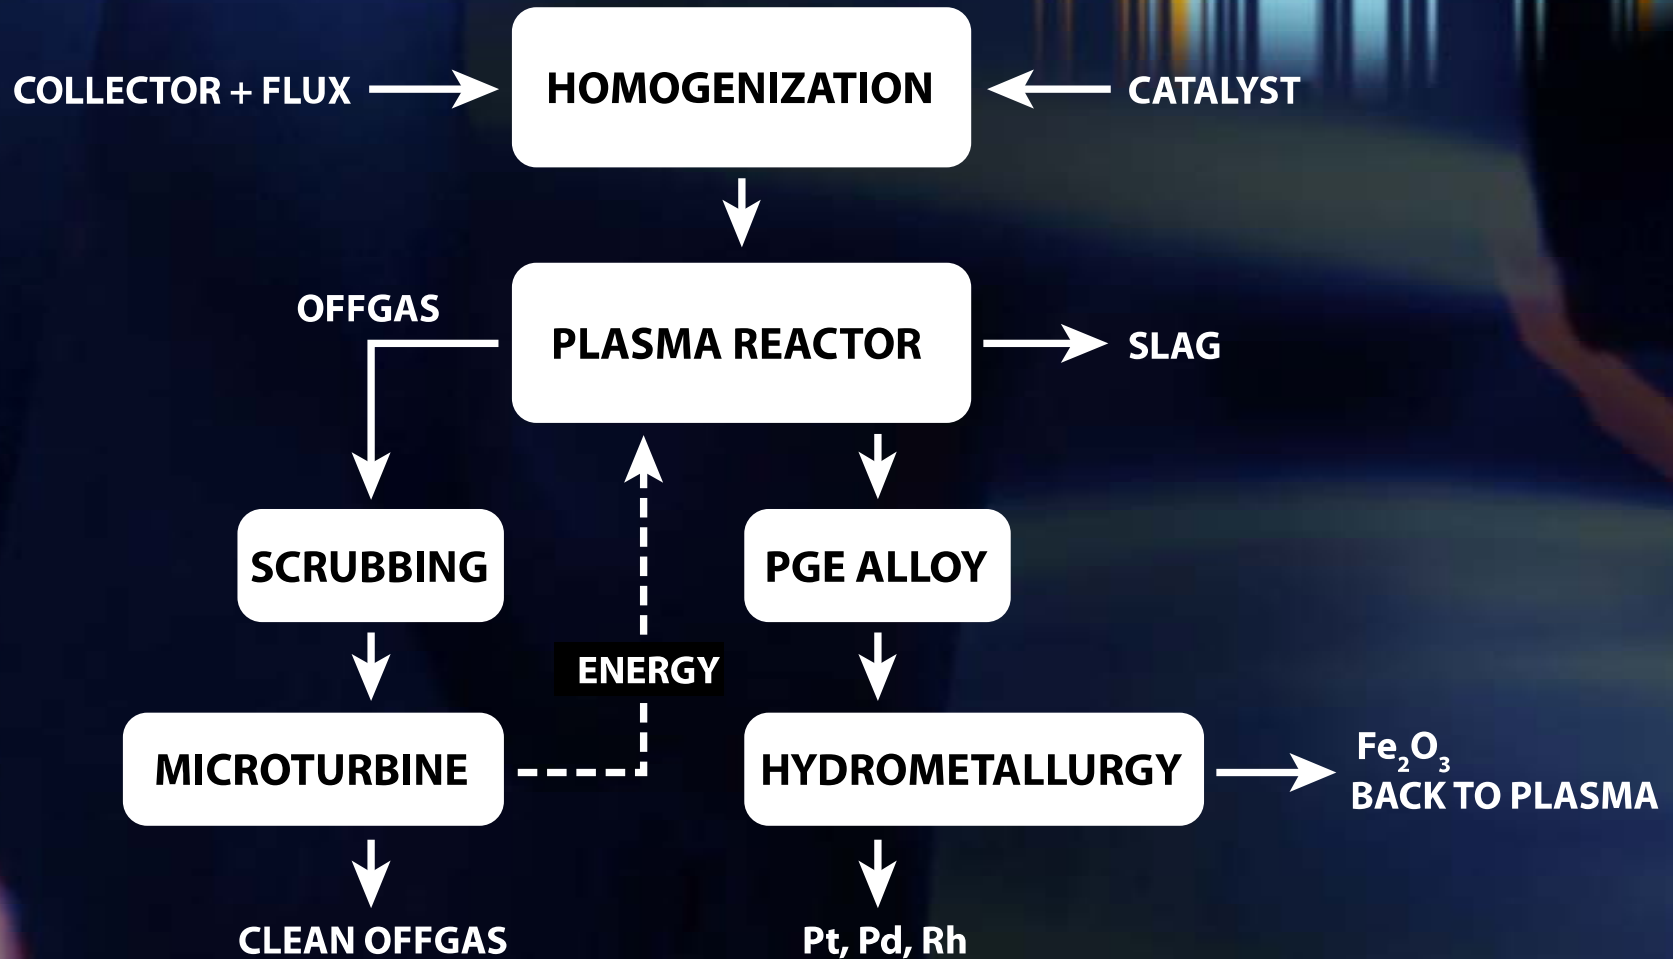 COLLECTOR + FLUX
HOMOGENIZATION
CATALYST
OFFGAS
PLASMA REACTOR
SLAG
SCRUBBING
PGE ALLOY
ENERGY
MICROTURBINE
HYDROMETALLURGY
Fe₂O₃
BACK TO PLASMA
CLEAN OFFGAS
Pt, Pd, Rh